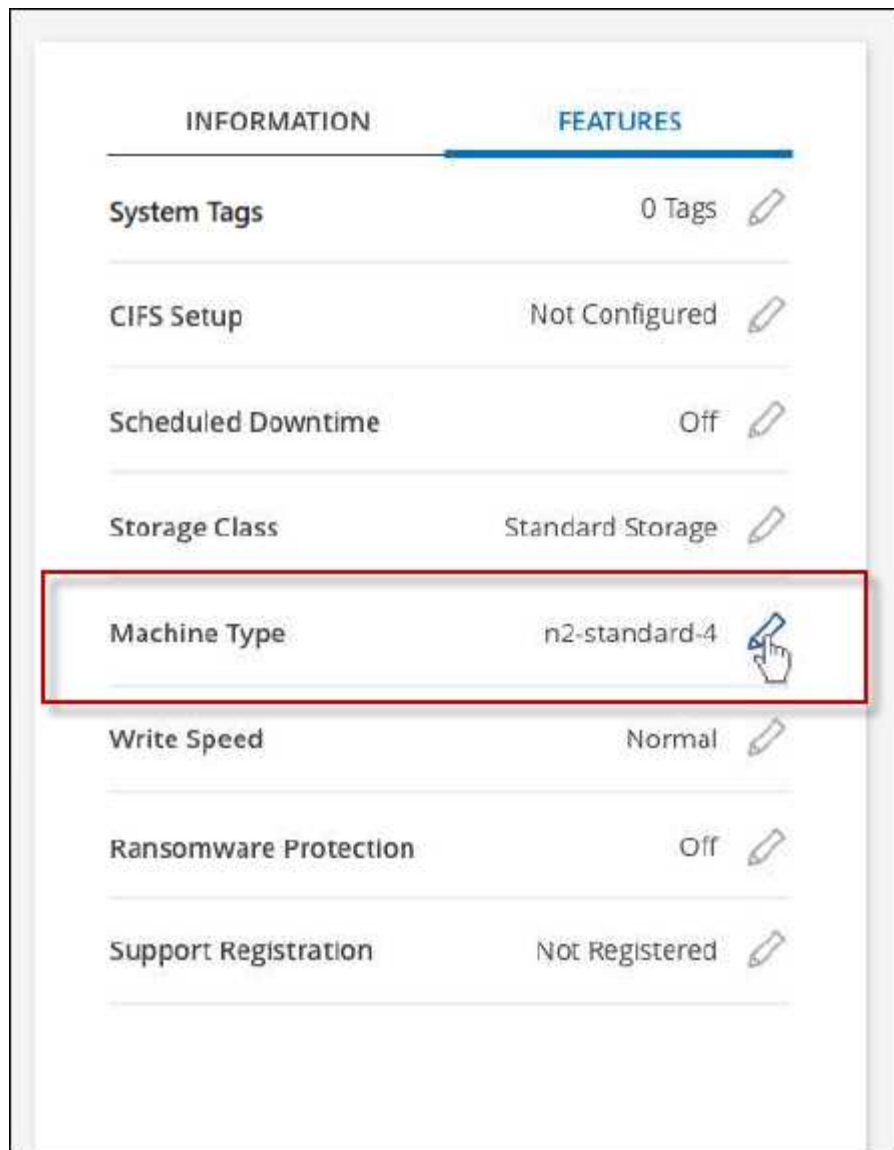 INFORMATION FEATURES
System Tags 0 Tags
CIFS Setup Not Configured
Scheduled Downtime Off
Storage Class Standard Storage
Machine Type n2-standard-4
Write Speed Normal
Ransomware Protection Off
Support Registration Not Registered